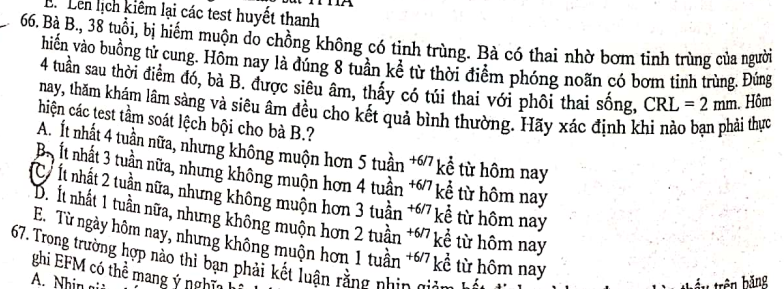 E. Lên lịch kiểm lại các test huyết thanh
66. Bà B., 38 tuổi, bị hiếm muộn do chồng không có tinh trùng. Bà có thai nhờ bơm tinh trùng của người
hiến vào buồng tử cung. Hôm nay là đúng 8 tuần kể từ thời điểm phóng noãn có bơm tinh trùng. Đúng
4 tuần sau thời điểm đó, bà B. được siêu âm, thấy có túi thai với phôi thai sống, CRL = 2 mm. Hôm
nay, thăm khám lâm sàng và siêu âm đều cho kết quả bình thường. Hãy xác định khi nào bạn phải thực
hiện các test tầm soát lệch bội cho bà B.?
A. Ít nhất 4 tuần nữa, nhưng không muộn hơn 5 tuần +6/7 kể từ hôm nay
B. Ít nhất 3 tuần nữa, nhưng không muộn hơn 4 tuần +6/7 kể từ hôm nay
C. Ít nhất 2 tuần nữa, nhưng không muộn hơn 3 tuần +6/7 kể từ hôm nay
D. Ít nhất 1 tuần nữa, nhưng không muộn hơn 2 tuần +6/7 kể từ hôm nay
E. Từ ngày hôm nay, nhưng không muộn hơn 1 tuần +6/7 kể từ hôm nay
67. Trong trường hợp nào thì bạn phải kết luận rằng nhịp giảm trên băng
ghi EFM có thể mang ý nghĩa
A. Nhịp